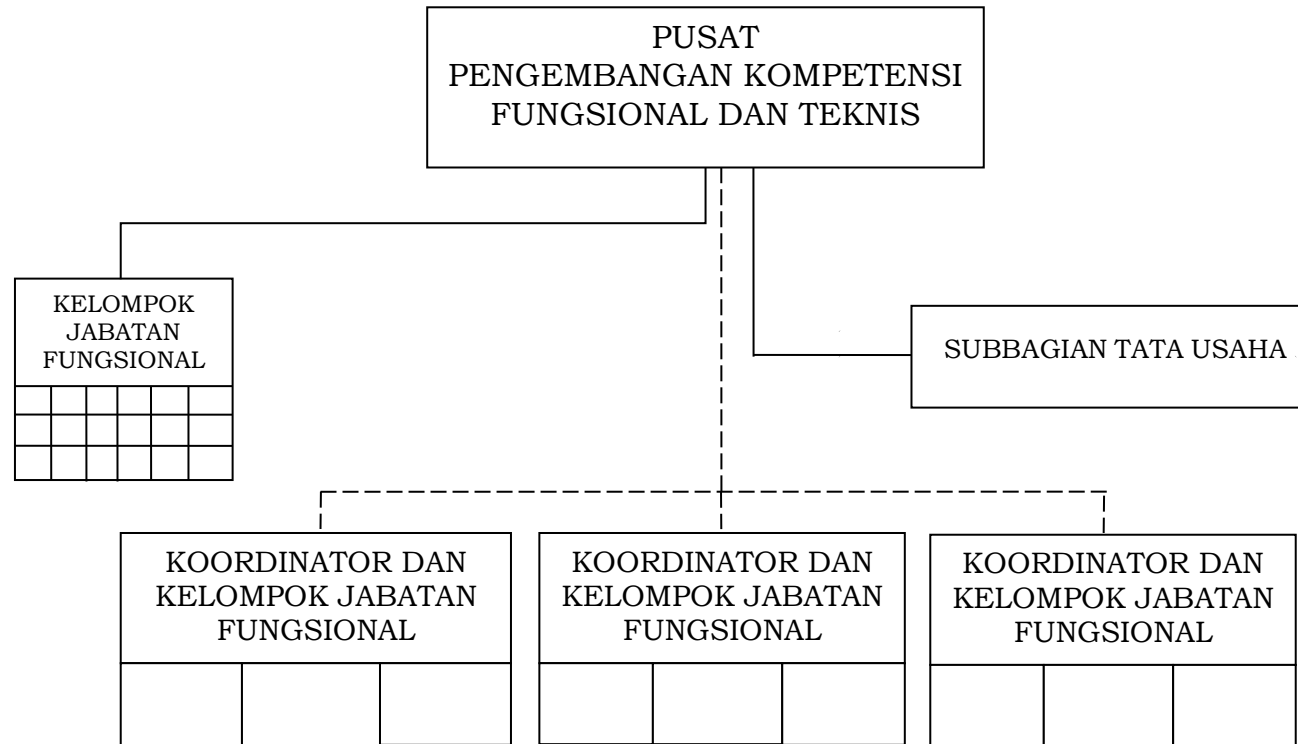 PUSAT
PENGEMBANGAN KOMPETENSI
FUNGSIONAL DAN TEKNIS
KELOMPOK
JABATAN
FUNGSIONAL
SUBBAGIAN TATA USAHA
KOORDINATOR DAN
KELOMPOK JABATAN
FUNGSIONAL
KOORDINATOR DAN
KELOMPOK JABATAN
FUNGSIONAL
KOORDINATOR DAN
KELOMPOK JABATAN
FUNGSIONAL